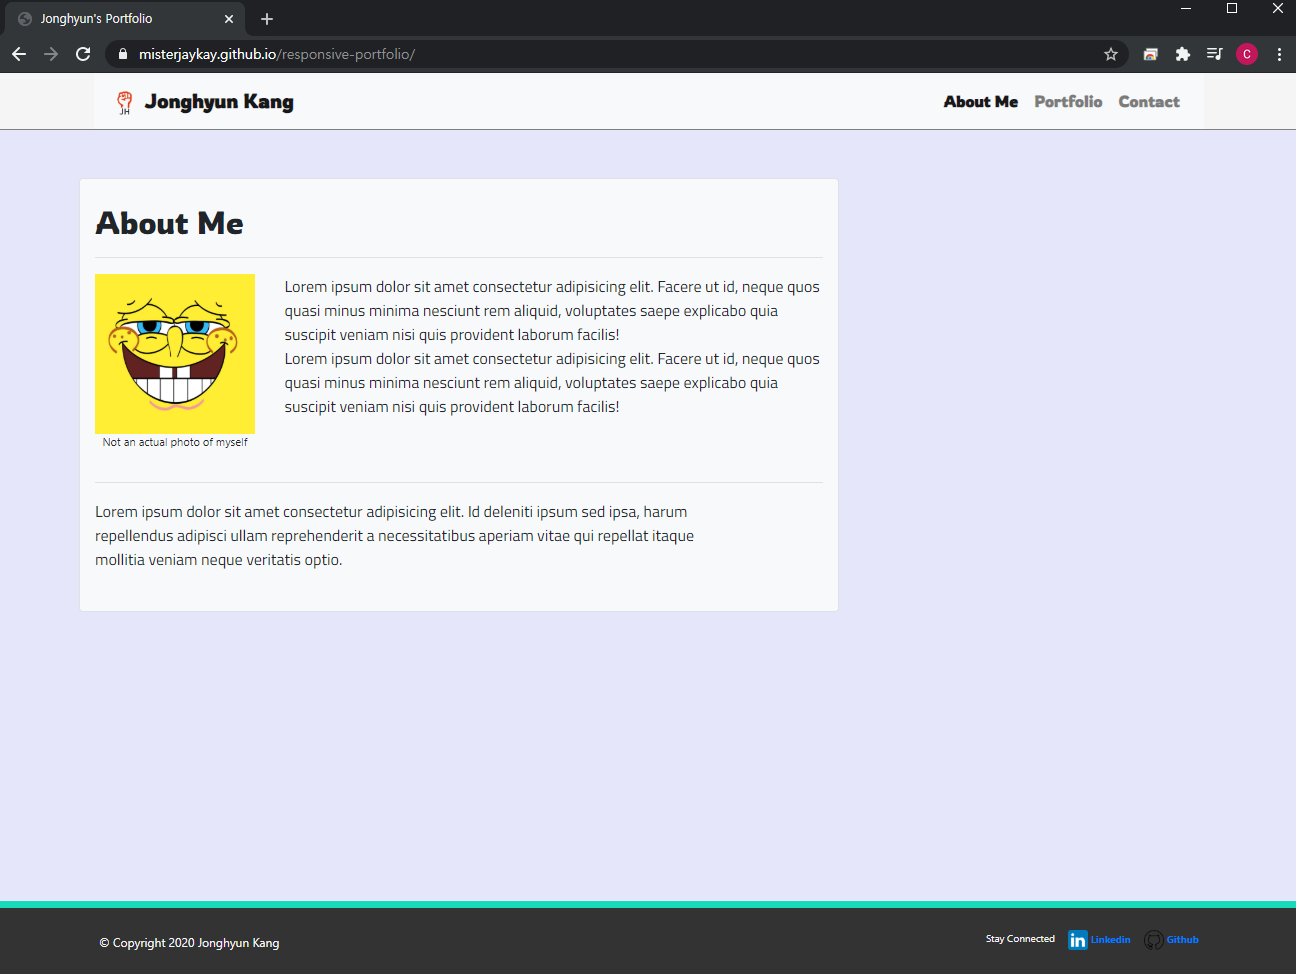 Jonghyun's Portfolio
misterjaykay.github.io/responsive-portfolio/
C
JH
Jonghyun Kang
About Me Portfolio Contact
About Me
Lorem ipsum dolor sit amet consectetur adipisicing elit. Facere ut id, neque quos
quasi minus minima nesciunt rem aliquid, voluptates saepe explicabo quia
suscipit veniam nisi quis provident laborum facilis!
Lorem ipsum dolor sit amet consectetur adipisicing elit. Facere ut id, neque quos
quasi minus minima nesciunt rem aliquid, voluptates saepe explicabo quia
suscipit veniam nisi quis provident laborum facilis!
Not an actual photo of myself
Lorem ipsum dolor sit amet consectetur adipisicing elit. Id deleniti ipsum sed ipsa, harum
repellendus adipisci ullam reprehenderit a necessitatibus aperiam vitae qui repellat itaque
mollitia veniam neque veritatis optio.
© Copyright 2020 Jonghyun Kang
Stay Connected in Linkedin Github